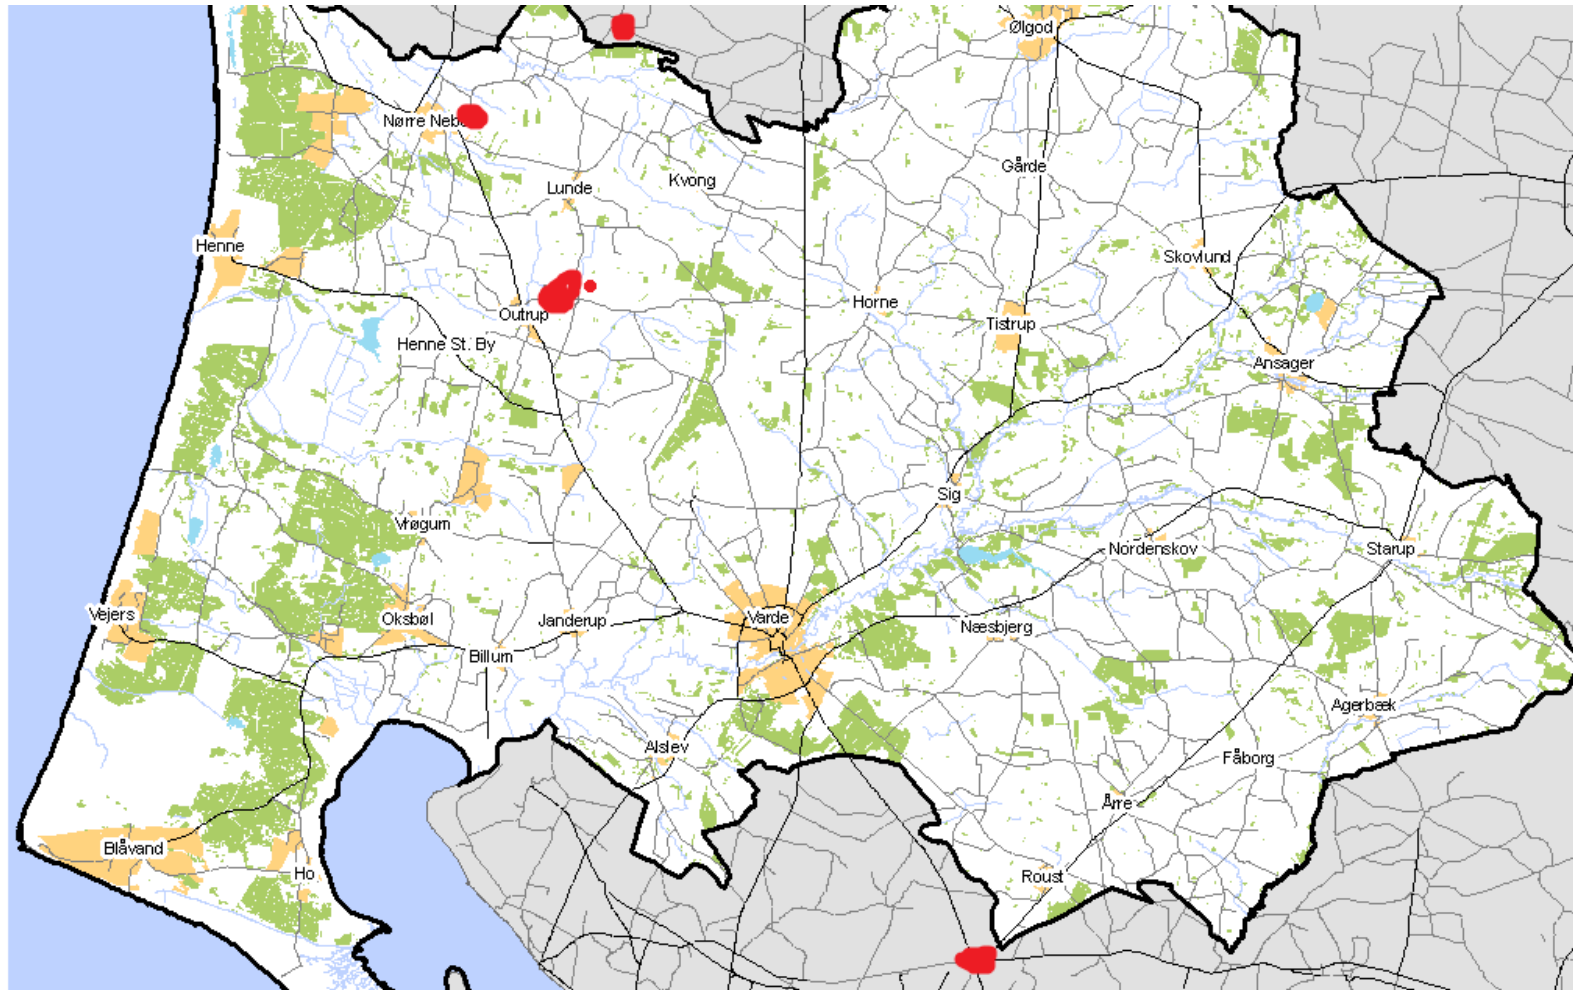 Ølgod
Nørre Neb
Gårde
Kvong
Lunde
Henne
Skovlund
Horne
Outrup
Tistrup
Henne St. By
Ansager
Sig
Vrøgum
Nordenskov
Starup
Vejers
Oksbøl
Janderup
Varde
Næsbjerg
Billum
Agerbæk
Alslev
Fåborg
Årre
Blåvand
Ho
Roust